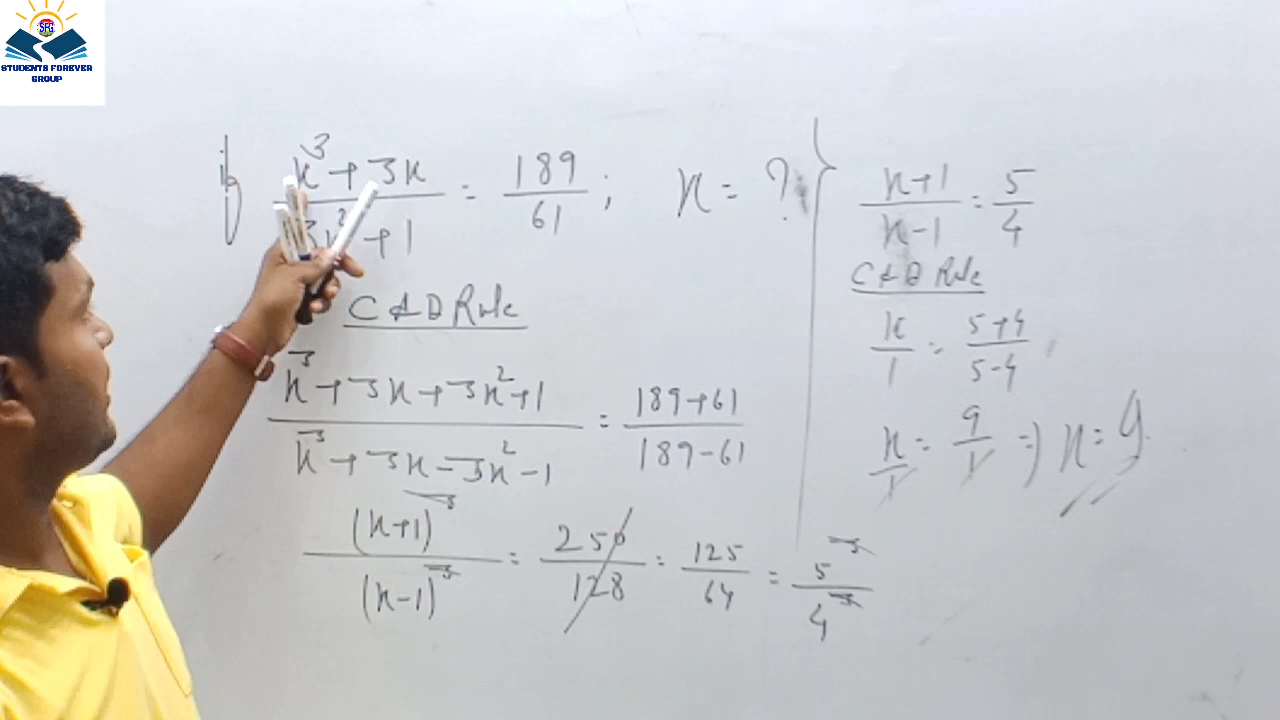 SFG
STUDENTS FOREVER
GROUP
if (x³+3x)/(3x²+1) = 189/61; x = ?
C & D Rule
(x³+3x+3x²+1)/(x³+3x-3x²-1) = (189+61)/(189-61)
(x+1)³/(x-1)³ = 250/128 = 125/64 = 5³/4³
(x+1)/(x-1) = 5/4
C & D Rule
x/1 = (5+4)/(5-4)
x/1 = 9/1 => x = 9